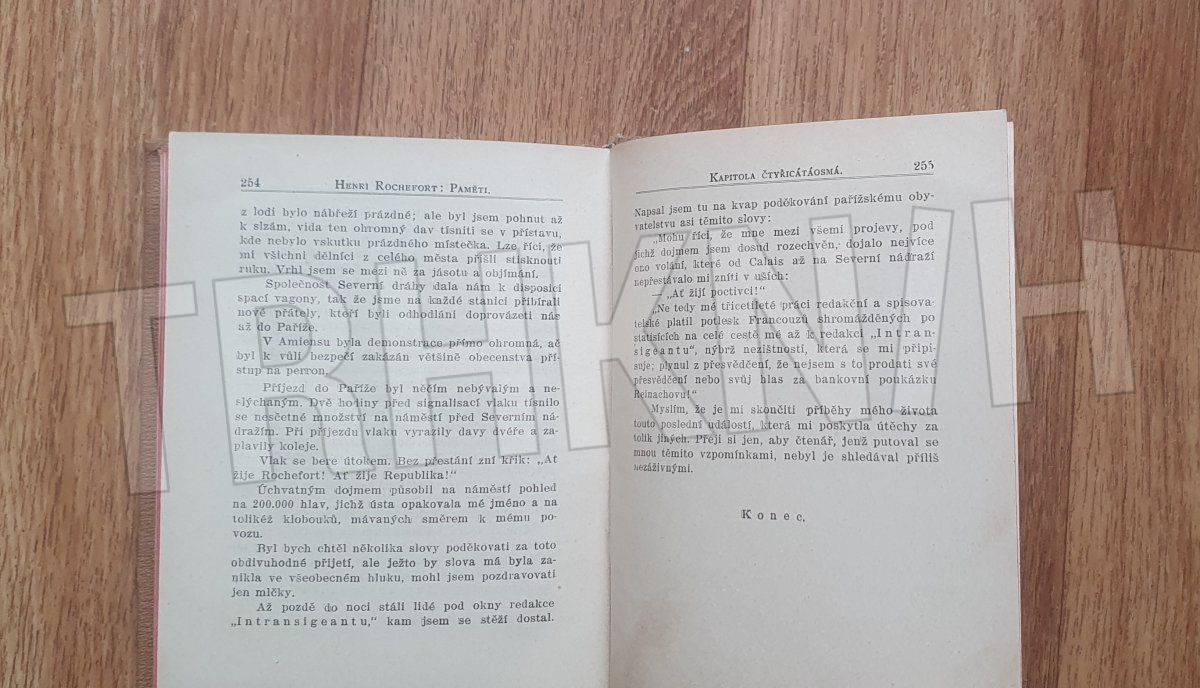 254
HENRI ROCHEFORT: PAMĚTI.
z lodi bylo nábřeží prázdné; ale byl jsem pohnut až
k slzám, vida ten ohromný dav tísniti se v přístavu,
kde nebylo vskutku prázdného místečka. Lze říci, že
mi všichni dělníci z celého města přišli stisknouti
ruku. Vrhl jsem se mezi ně za jásotu a objímání.
Společnost Severní dráhy dala nám k disposici
spací vagony, tak že jsme na každé stanici přibírali
nové přátely, kteří byli odhodláni doprovázeti nás
až do Paříže.
V Amiensu byla demonstrace přímo ohromná, ač
byl k vůli bezpečí zakázán většině obecenstva pří-
stup na perron.
Příjezd do Paříže byl něčím nebývalým a ne-
slýchaným. Dvě hodiny před signalisací vlaku tísnilo
se nesčetné množství na náměstí před Severním ná-
dražím. Při příjezdu vlaku vyrazily davy dvéře a za-
plavily koleje.
Vlak se bere útokem. Bez přestání zní křik: „Ať
žije Rochefort! Ať žije Republika!“
Úchvatným dojmem působil na náměstí pohled
na 200.000 hlav, jichž ústa opakovala mé jméno a na
tolikéž klobouků, mávaných směrem k mému po-
vozu.
Byl bych chtěl několika slovy poděkovati za toto
obdivuhodné přijetí, ale ježto by slova má byla za-
nikla ve všeobecném hluku, mohl jsem pozdravovati
jen mlčky.
Až pozdě do noci stáli lidé pod okny redakce
„Intransigeantu,“ kam jsem se stěží dostal.
KAPITOLA ČTYŘICÁTÁOSMÁ.
255
Napsal jsem tu na kvap poděkování pařížskému oby-
vatelstvu asi těmito slovy:
„Mohu říci, že mne mezi všemi projevy, pod
jichž dojmem jsem dosud rozechvěn, dojalo nejvíce
ono volání, které od Calais až na Severní nádraží
nepřestávalo mi zníti v uších:
— „Ať žijí poctivci!“
„Ne tedy mé třicetileté práci redakční a spisova-
telské platil potlesk Francouzů shromážděných po
statisících na celé cestě mé až k redakci „Intran-
sigeantu“, nýbrž nezištností, která se mi připi-
suje; plynul z přesvědčení, že nejsem s to prodati své
přesvědčení nebo svůj hlas za bankovní poukázku
Reinachovu!“
Myslím, že je mi skončiti příběhy mého života
touto poslední událostí, která mi poskytla útěchy za
tolik jiných. Přeji si jen, aby čtenář, jenž putoval se
mnou těmito vzpomínkami, nebyl je shledával příliš
nezáživnými.
Konec.
TRHKNIH